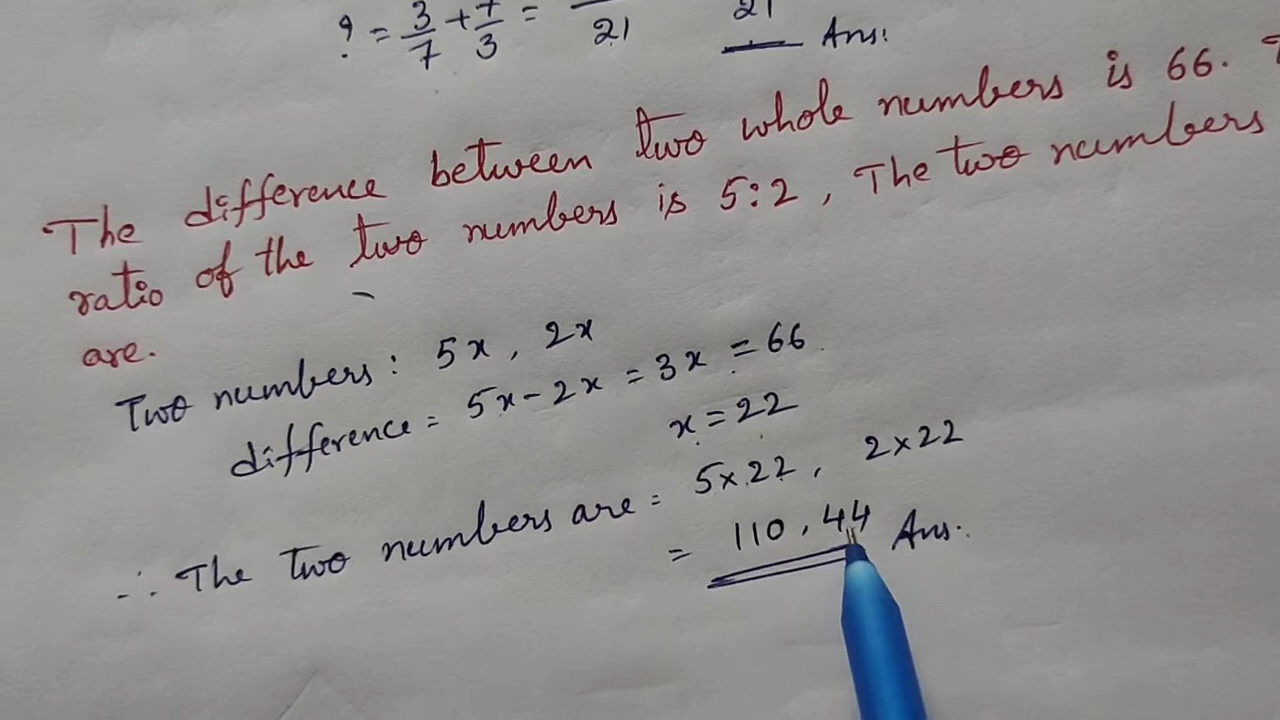 ? = 3/7 + 7/3 = 21 21 Ans:
The difference between two whole numbers is 66.
ratio of the two numbers is 5:2, The two numbers
are.
Two numbers: 5x, 2x
difference = 5x-2x = 3x = 66
x = 22
∴ The two numbers are = 5×22, 2×22
= 110, 44 Ans.